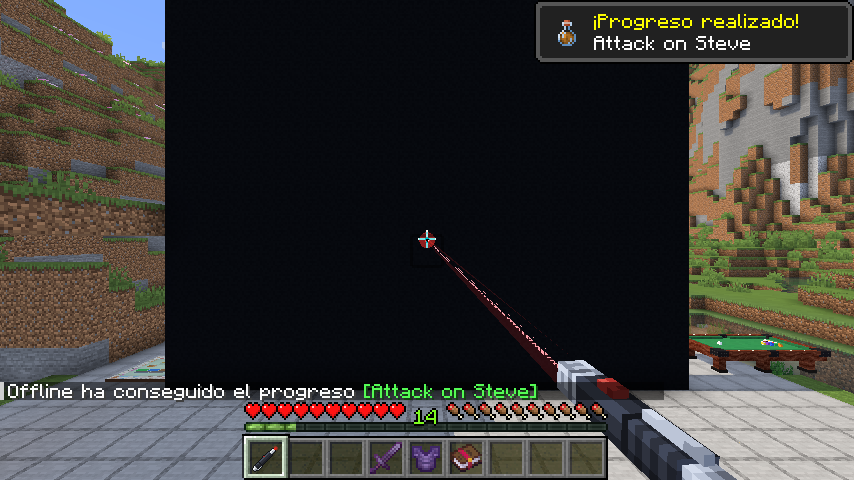 ¡Progreso realizado!
Attack on Steve
Offline ha conseguido el progreso [Attack on Steve]
14